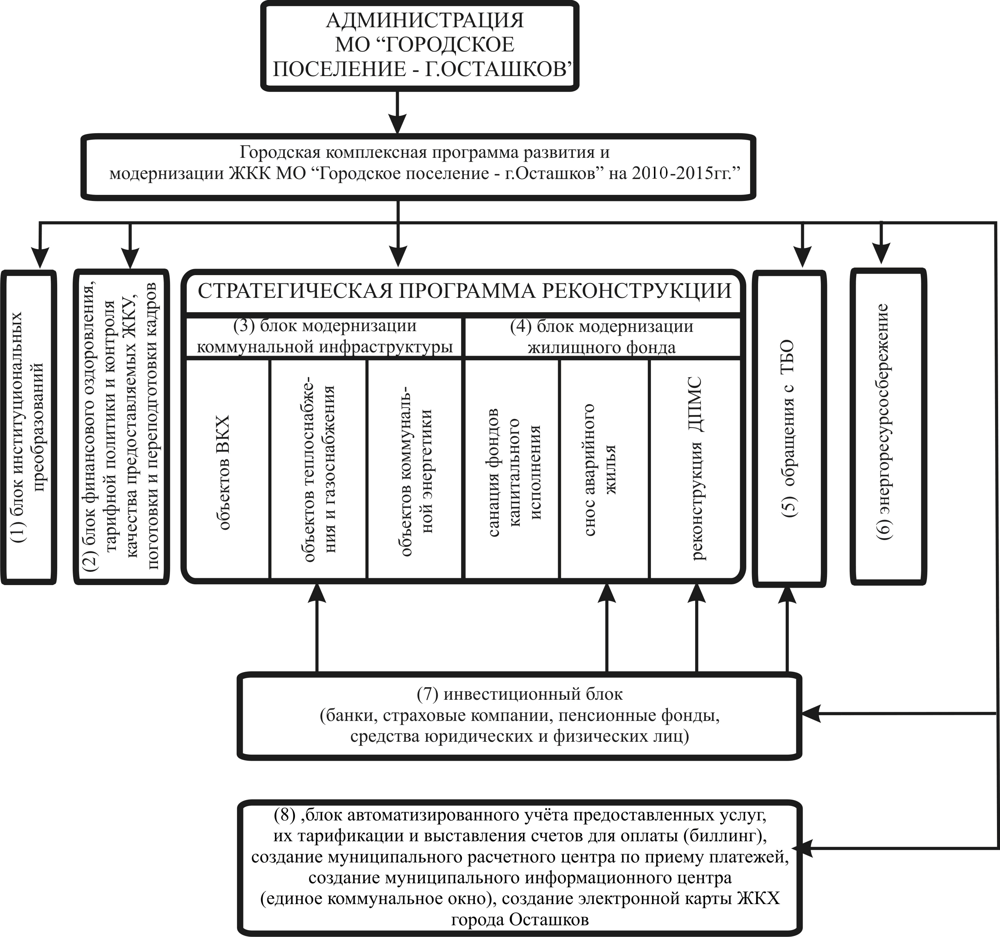 АДМИНИСТРАЦИЯ
МО “ГОРОДСКОЕ
ПОСЕЛЕНИЕ - Г.ОСТАШКОВ”
Городская комплексная программа развития и
модернизации ЖКК МО “Городское поселение - г.Осташков” на 2010-2015гг.”
(1) блок институциональных
преобразований
(2) блок финансового оздоровления,
тарифной политики и контроля
качества предоставляемых ЖКУ,
поготовки и переподготовки кадров
СТРАТЕГИЧЕСКАЯ ПРОГРАММА РЕКОНСТРУКЦИИ
(3) блок модернизации
коммунальной инфраструктуры
объектов ВКХ
объектов теплоснабже-
ния и газоснабжения
объектов коммуналь-
ной энергетики
(4) блок модернизации
жилищного фонда
санация фондов
капитального
исполнения
снос аварийного
жилья
реконструкция ДПМС
(5) обращения с ТБО
(6) энергоресурсосбережение
(7) инвестиционный блок
(банки, страховые компании, пенсионные фонды,
средства юридических и физических лиц)
(8) ,блок автоматизированного учёта предоставленных услуг,
их тарификации и выставления счетов для оплаты (биллинг),
создание муниципального расчетного центра по приему платежей,
создание муниципального информационного центра
(единое коммунальное окно), создание электронной карты ЖКХ
города Осташков